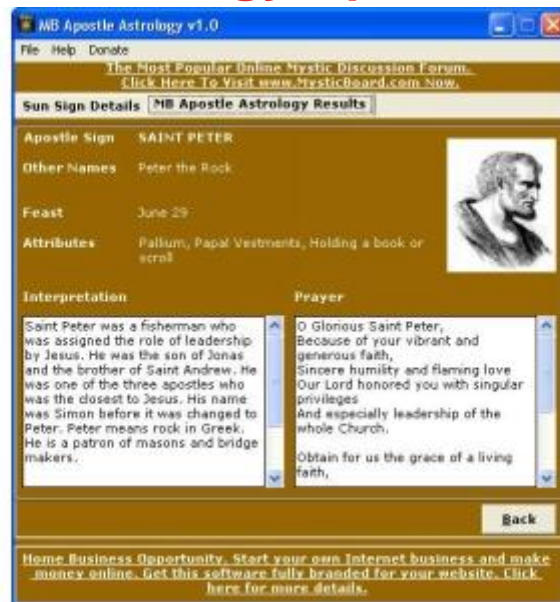 MB Apostle Astrology v1.0
File Help Donate
The Most Popular Online Mystic Discussion Forum.
Click Here To Visit www.MysticBoard.com Now.
Sun Sign Details MB Apostle Astrology Results
Apostle Sign SAINT PETER
Other Names Peter the Rock
Feast June 29
Attributes Pallium, Papal Vestments, Holding a book or
scroll
Interpretation
Saint Peter was a fisherman who
was assigned the role of leadership
by Jesus. He was the son of Jonas
and the brother of Saint Andrew. He
was one of the three apostles who
was the closest to Jesus. His name
was Simon before it was changed to
Peter. Peter means rock in Greek.
He is a patron of masons and bridge
makers.
Prayer
O Glorious Saint Peter,
Because of your vibrant and
generous faith,
Sincere humility and flaming love
Our Lord honored you with singular
privileges
And especially leadership of the
whole Church.
Obtain for us the grace of a living
faith,
Back
Home Business Opportunity. Start your own Internet business and make
money online. Get this software fully branded for your website. Click
here for more details.